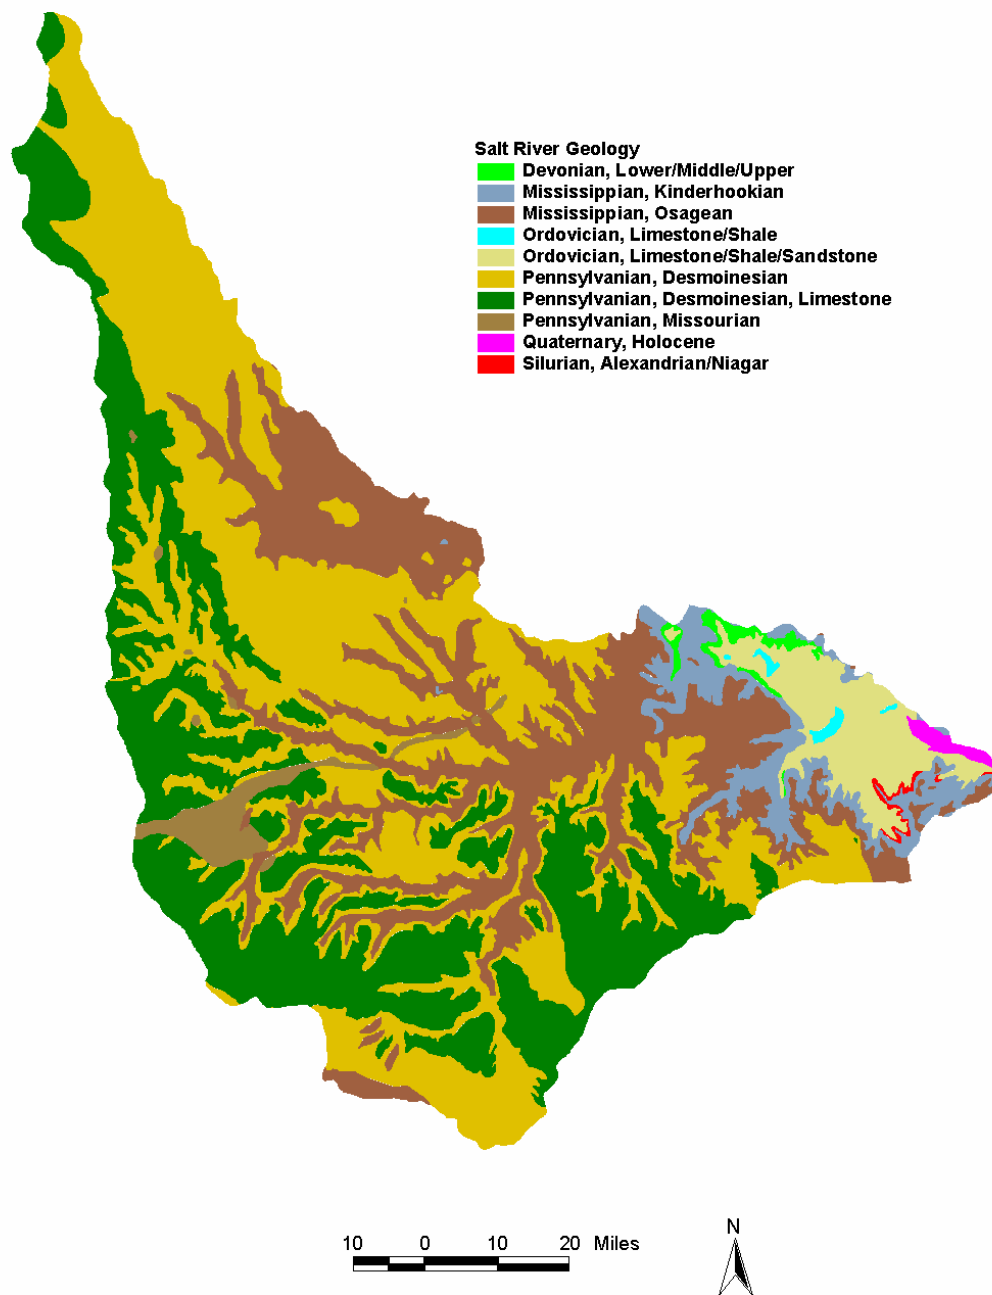 Salt River Geology
Devonian, Lower/Middle/Upper
Mississippian, Kinderhookian
Mississippian, Osagean
Ordovician, Limestone/Shale
Ordovician, Limestone/Shale/Sandstone
Pennsylvanian, Desmoinesian
Pennsylvanian, Desmoinesian, Limestone
Pennsylvanian, Missourian
Quaternary, Holocene
Silurian, Alexandrian/Niagar
10 0 10 20 Miles
N